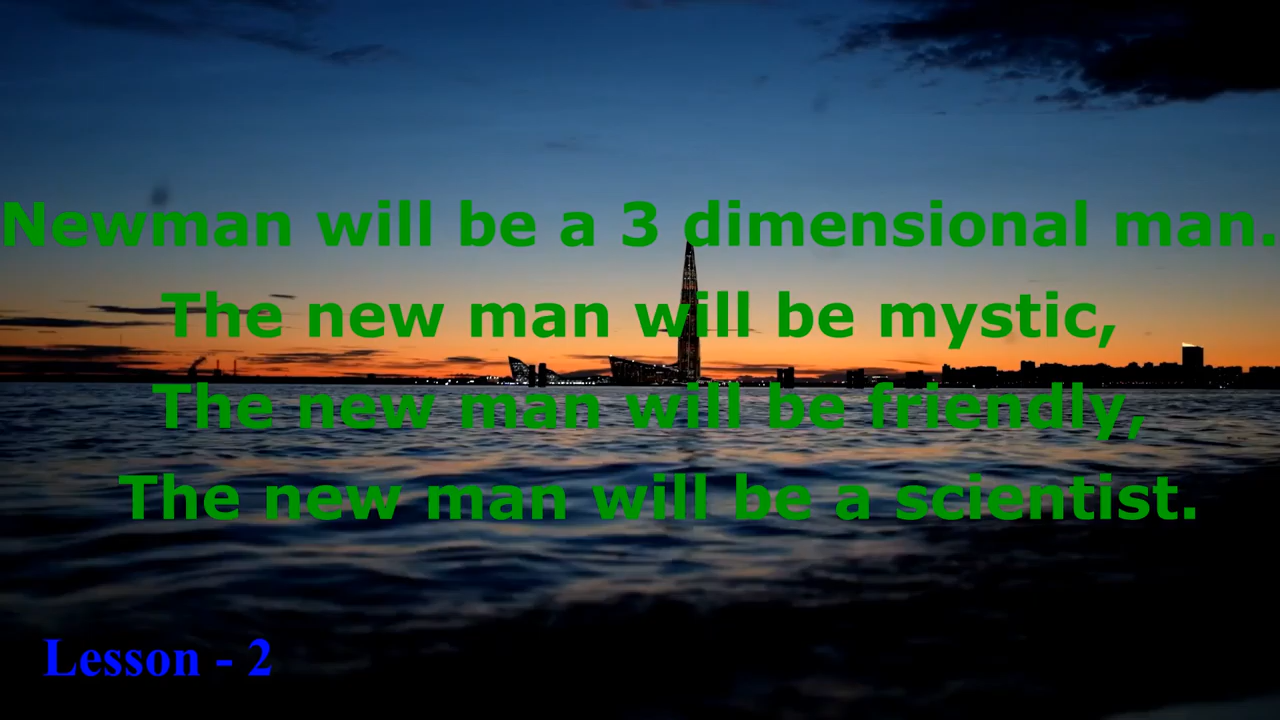 Newman will be a 3 dimensional man.
The new man will be mystic,
The new man will be friendly,
The new man will be a scientist.
Lesson - 2